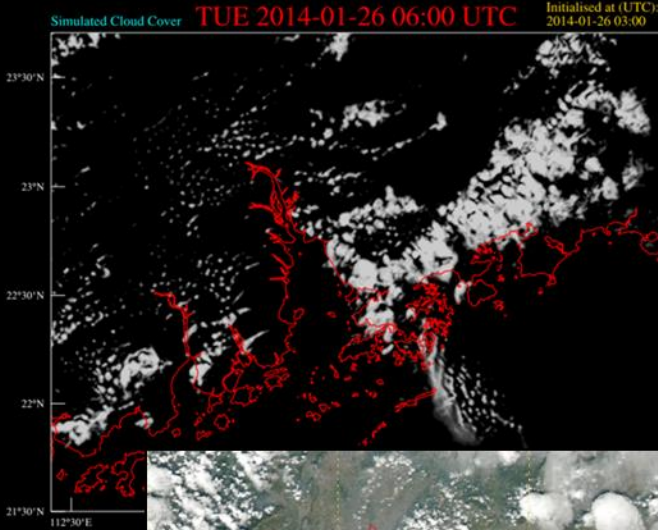 Simulated Cloud Cover
TUE 2014-01-26 06:00 UTC
Initialised at (UTC):
2014-01-26 03:00
23°30'N
23°N
22°30'N
22°N
21°30'N
112°30'E